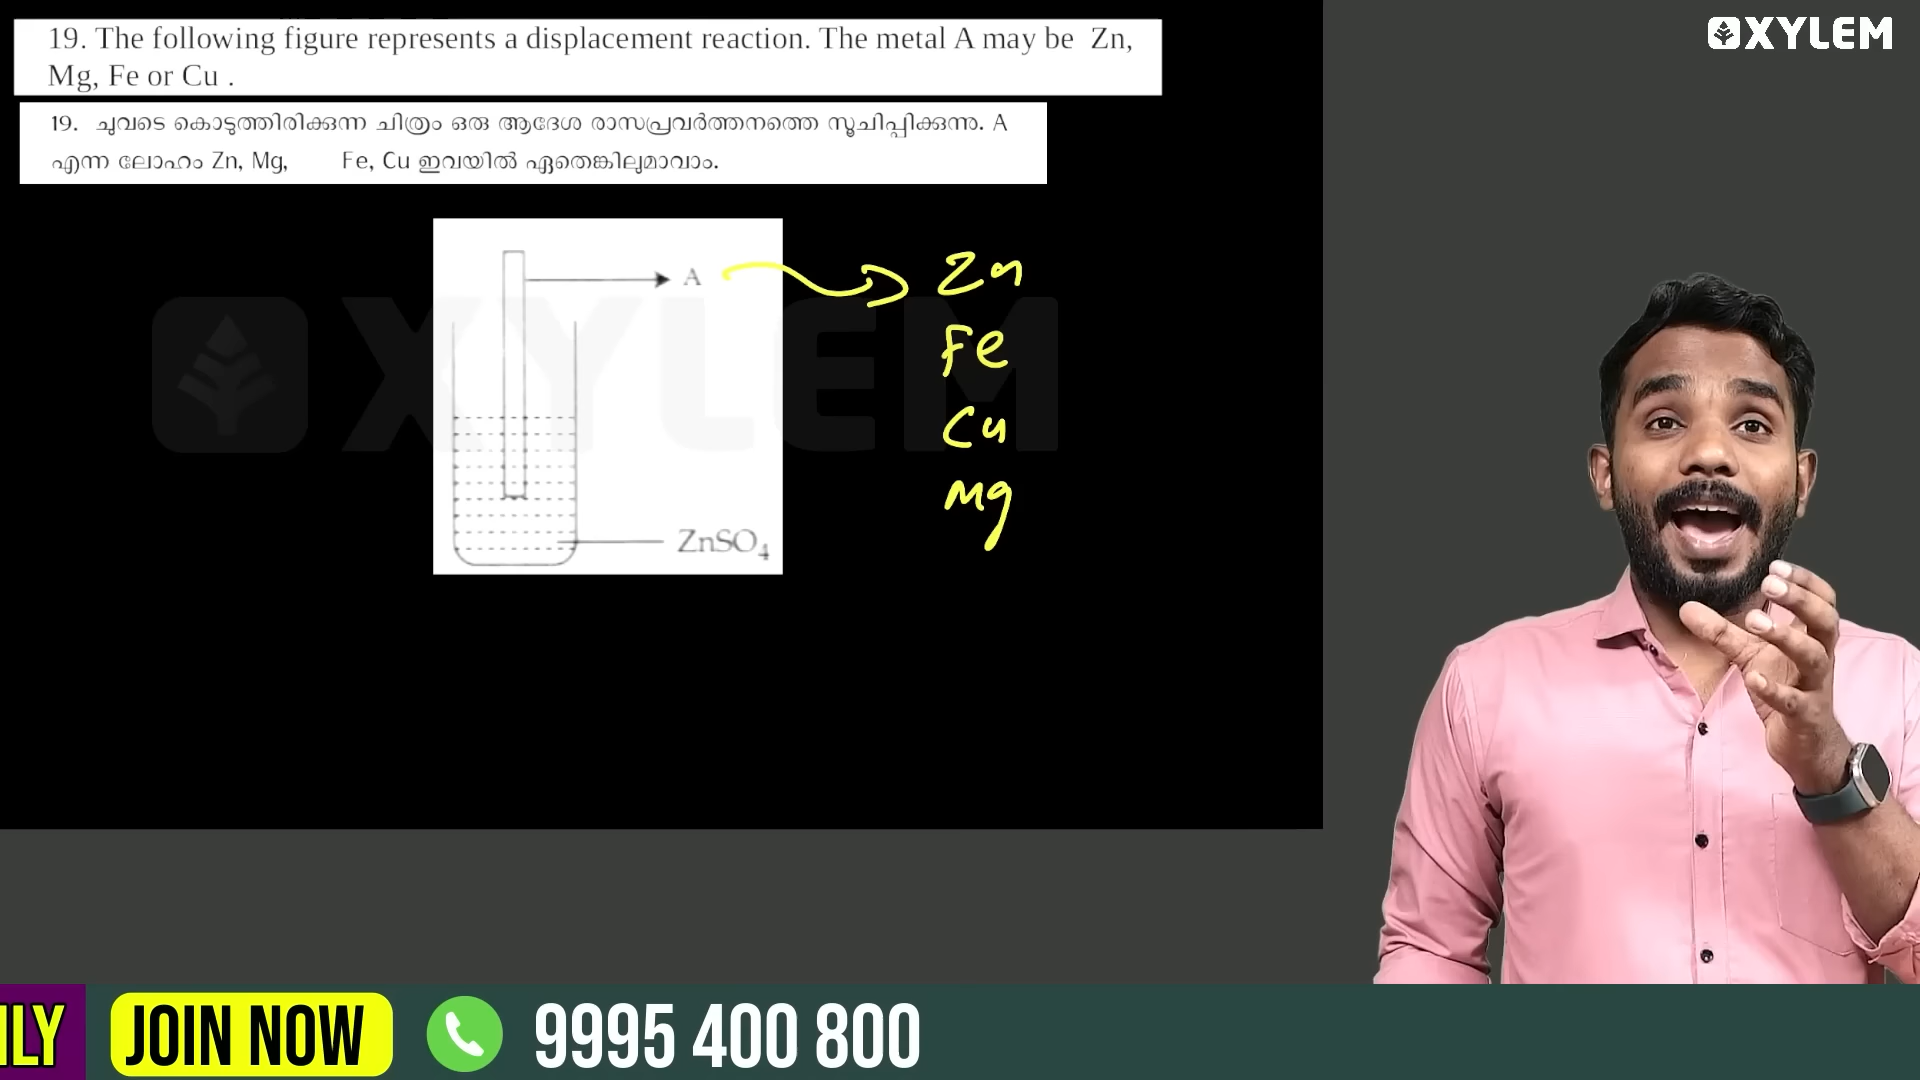 19. The following figure represents a displacement reaction. The metal A may be Zn,
Mg, Fe or Cu .
XYLEM
19. ചുവടെ കൊടുത്തിരിക്കുന്ന ചിത്രം ഒരു ആദേശ രാസപ്രവർത്തനത്തെ സൂചിപ്പിക്കുന്നു. A
എന്ന ലോഹം Zn, Mg, Fe, Cu ഇവയിൽ ഏതെങ്കിലുമാവാം.
A
Zn
Fe
XYLEM
Cu
Mg
ZnSO₄
ILY
JOIN NOW
9995 400 800